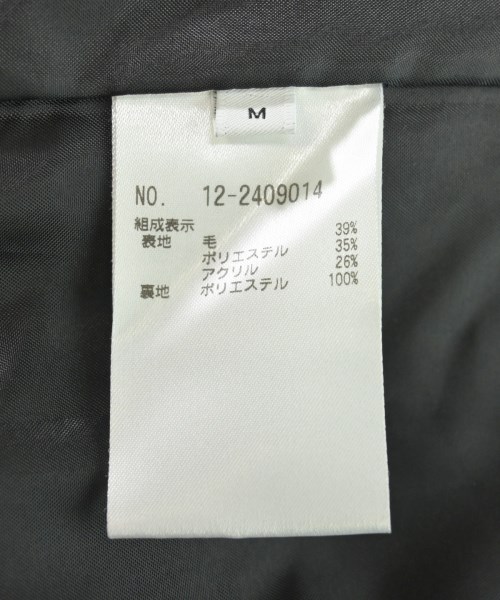 M
NO. 12-2409014
組成表示
表地 毛 39%
ポリエステル 35%
アクリル 26%
裏地 ポリエステル 100%